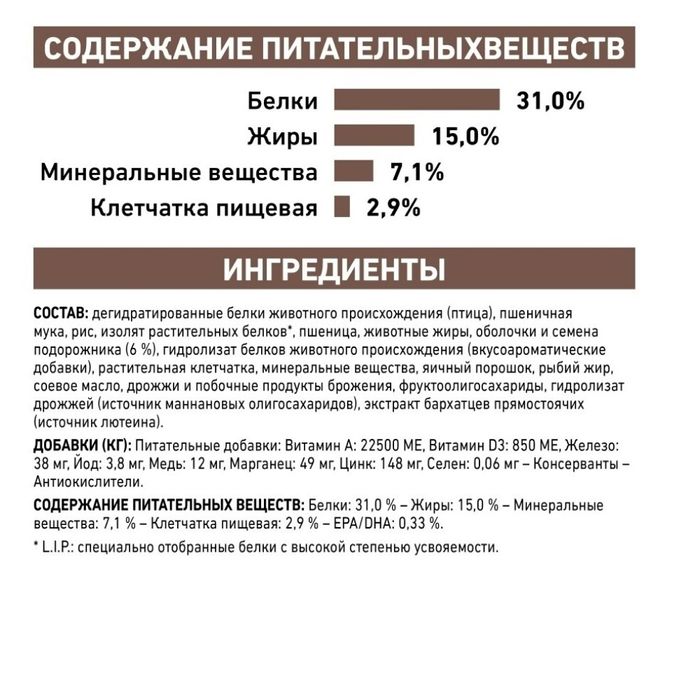 СОДЕРЖАНИЕ ПИТАТЕЛЬНЫХВЕЩЕСТВ
Белки 31,0%
Жиры 15,0%
Минеральные вещества 7,1%
Клетчатка пищевая 2,9%
ИНГРЕДИЕНТЫ
СОСТАВ: дегидратированные белки животного происхождения (птица), пшеничная
мука, рис, изолят растительных белков*, пшеница, животные жиры, оболочки и семена
подорожника (6 %), гидролизат белков животного происхождения (вкусоароматические
добавки), растительная клетчатка, минеральные вещества, яичный порошок, рыбий жир,
соевое масло, дрожжи и побочные продукты брожения, фруктоолигосахариды, гидролизат
дрожжей (источник маннановых олигосахаридов), экстракт бархатцев прямостоячих
(источник лютеина).
ДОБАВКИ (КГ): Питательные добавки: Витамин A: 22500 ME, Витамин D3: 850 ME, Железо:
38 мг, Йод: 3,8 мг, Медь: 12 мг, Марганец: 49 мг, Цинк: 148 мг, Селен: 0,06 мг – Консерванты –
Антиокислители.
СОДЕРЖАНИЕ ПИТАТЕЛЬНЫХ ВЕЩЕСТВ: Белки: 31,0 % – Жиры: 15,0 % – Минеральные
вещества: 7,1 % – Клетчатка пищевая: 2,9 % – EPA/DHA: 0,33 %.
* L.I.P.: специально отобранные белки с высокой степенью усвояемости.